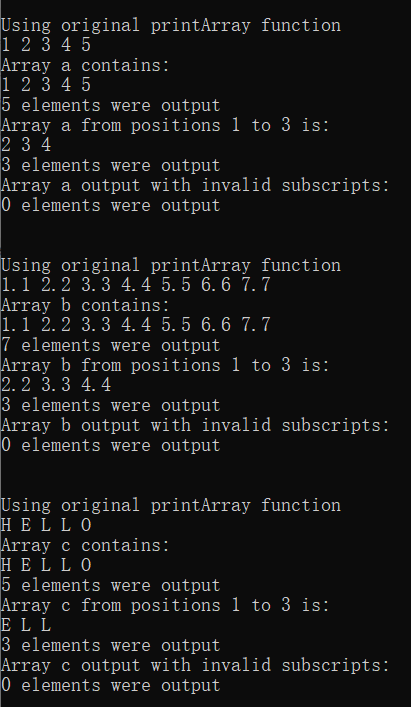 Using original printArray function
1 2 3 4 5
Array a contains:
1 2 3 4 5
5 elements were output
Array a from positions 1 to 3 is:
2 3 4
3 elements were output
Array a output with invalid subscripts:
0 elements were output
Using original printArray function
1.1 2.2 3.3 4.4 5.5 6.6 7.7
Array b contains:
1.1 2.2 3.3 4.4 5.5 6.6 7.7
7 elements were output
Array b from positions 1 to 3 is:
2.2 3.3 4.4
3 elements were output
Array b output with invalid subscripts:
0 elements were output
Using original printArray function
H E L L O
Array c contains:
H E L L O
5 elements were output
Array c from positions 1 to 3 is:
E L L
3 elements were output
Array c output with invalid subscripts:
0 elements were output